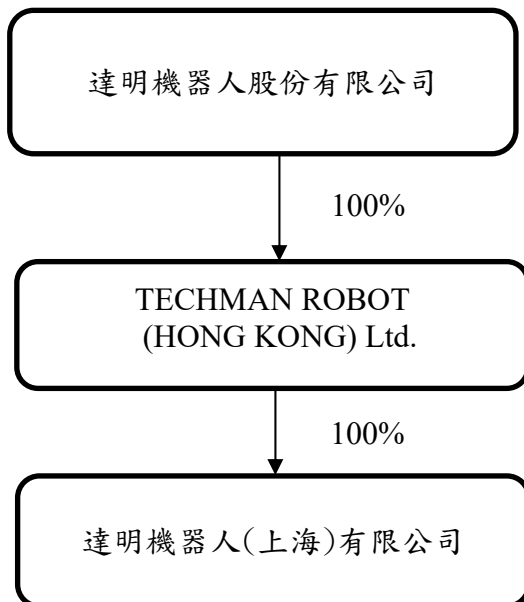 達明機器人股份有限公司
100%
TECHMAN ROBOT
(HONG KONG) Ltd.
100%
達明機器人(上海)有限公司